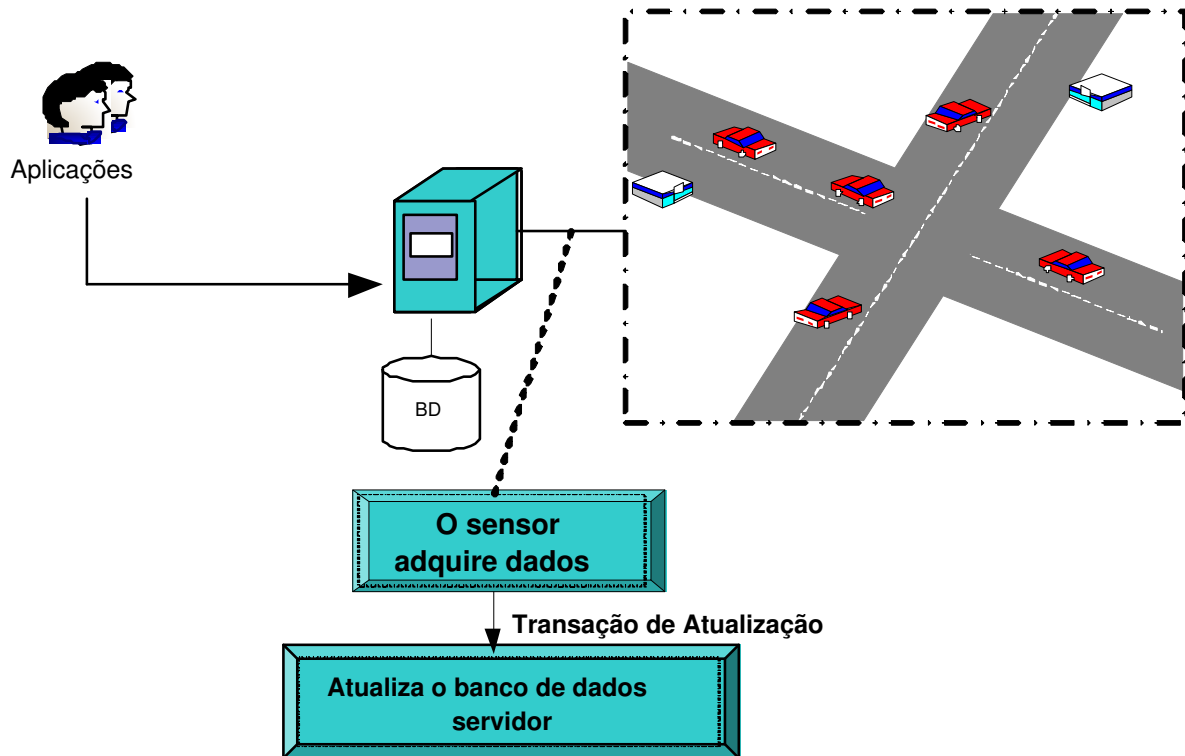 Aplicações
BD
O sensor
adquire dados
Transação de Atualização
Atualiza o banco de dados
servidor